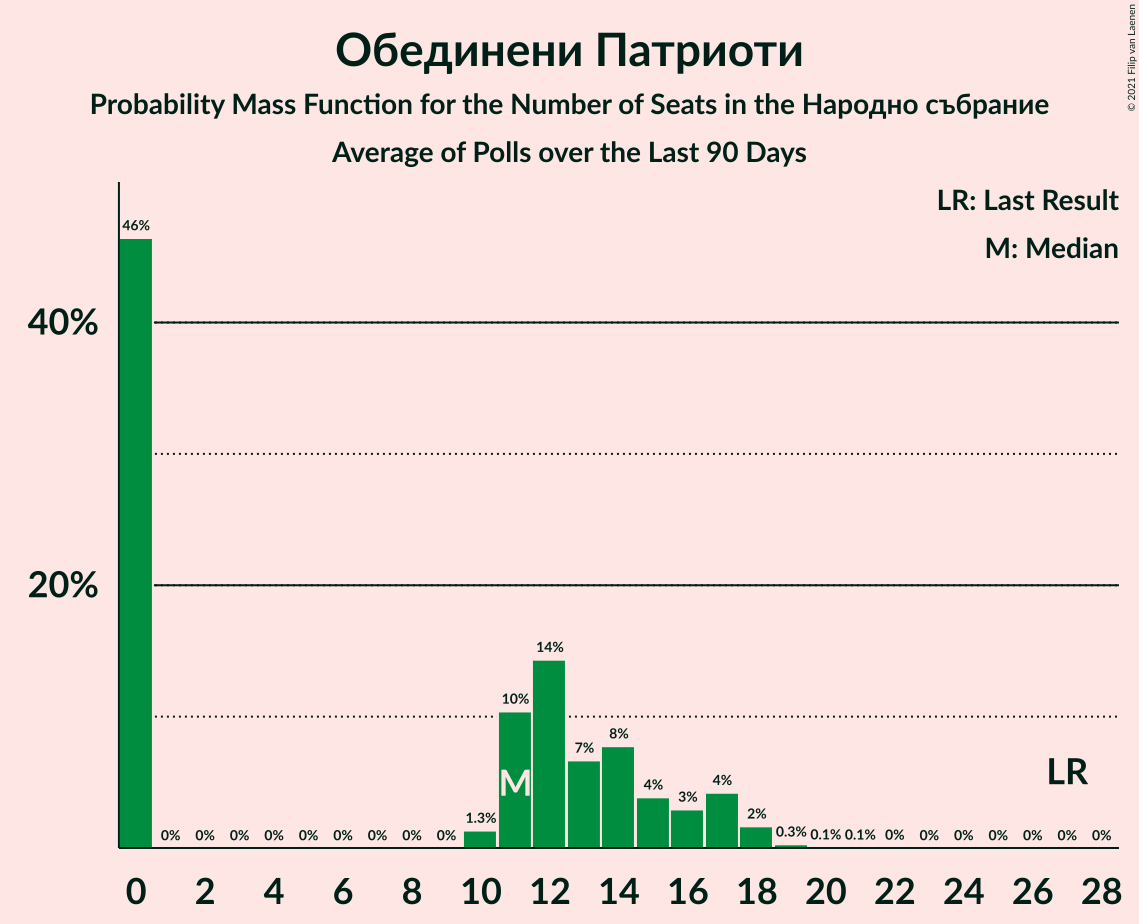 Обединени Патриоти
Probability Mass Function for the Number of Seats in the Народно събрание
Average of Polls over the Last 90 Days
© 2021 Filip van Laenen
LR: Last Result
M: Median
46%
40%
20%
14%
10%
8%
7%
4%
3%
4%
2%
1.3%
0% 0% 0% 0% 0% 0% 0% 0% 0%
0.3% 0.1% 0.1% 0% 0% 0% 0% 0% 0% 0%
M
LR
0 2 4 6 8 10 12 14 16 18 20 22 24 26 28